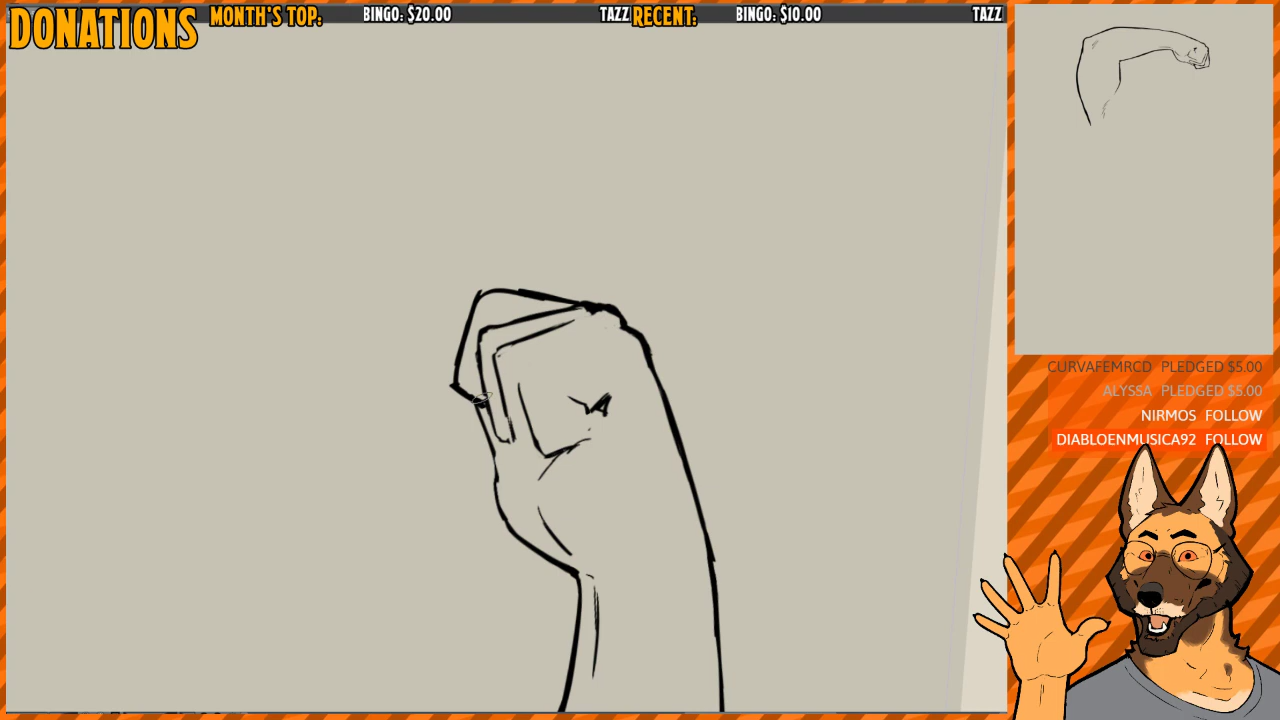 DONATIONS
MONTH'S TOP: BINGO: $20.00 TAZZ
RECENT: BINGO: $10.00 TAZZ
CURVAFEMRCD PLEDGED $5.00
ALYSSA PLEDGED $5.00
NIRMOS FOLLOW
DIABLOENMUSICA92 FOLLOW